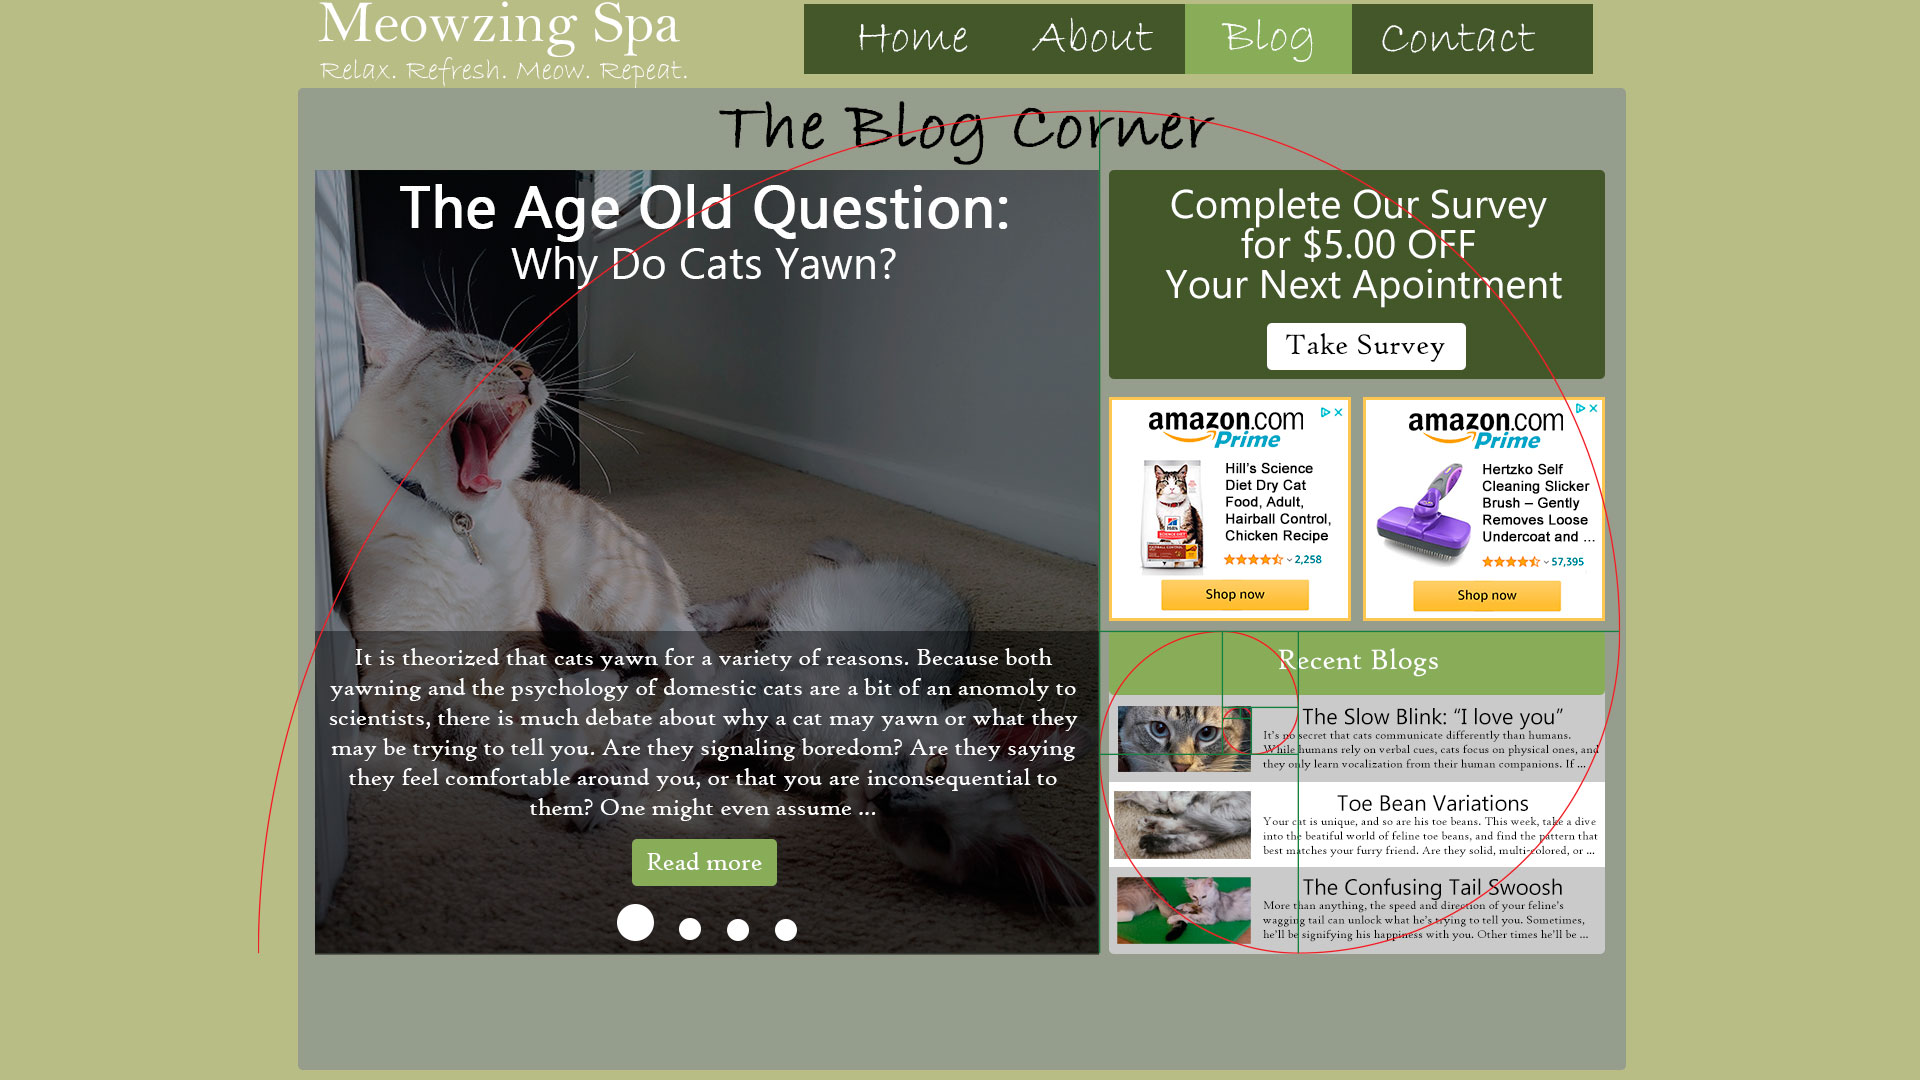 Meowzing Spa
Relax. Refresh. Meow. Repeat.
Home About Blog Contact
The Blog Corner
The Age Old Question:
Why Do Cats Yawn?
It is theorized that cats yawn for a variety of reasons. Because both
yawning and the psychology of domestic cats are a bit of an anomoly to
scientists, there is much debate about why a cat may yawn or what they
may be trying to tell you. Are they signaling boredom? Are they saying
they feel comfortable around you, or that you are inconsequential to
them? One might even assume ...
Read more
Complete Our Survey
for $5.00 OFF
Your Next Apointment
Take Survey
amazon.com
Prime
Hill's Science
Diet Dry Cat
Food, Adult,
Hairball Control,
Chicken Recipe
2,258
Shop now
amazon.com
Prime
Hertzko Self
Cleaning Slicker
Brush – Gently
Removes Loose
Undercoat and ...
57,395
Shop now
Recent Blogs
The Slow Blink: “I love you”
It's no secret that cats communicate differently than humans.
While humans rely on verbal cues, cats focus on physical ones, and
they only learn vocalization from their human companions. If ...
Toe Bean Variations
Your cat is unique, and so are his toe beans. This week, take a dive
into the beatiful world of feline toe beans, and find the pattern that
best matches your furry friend. Are they solid, multi-colored, or ...
The Confusing Tail Swoosh
More than anything, the speed and direction of your feline's
wagging tail can unlock what he's trying to tell you. Sometimes,
he'll be signifying his happiness with you. Other times he'll be ...